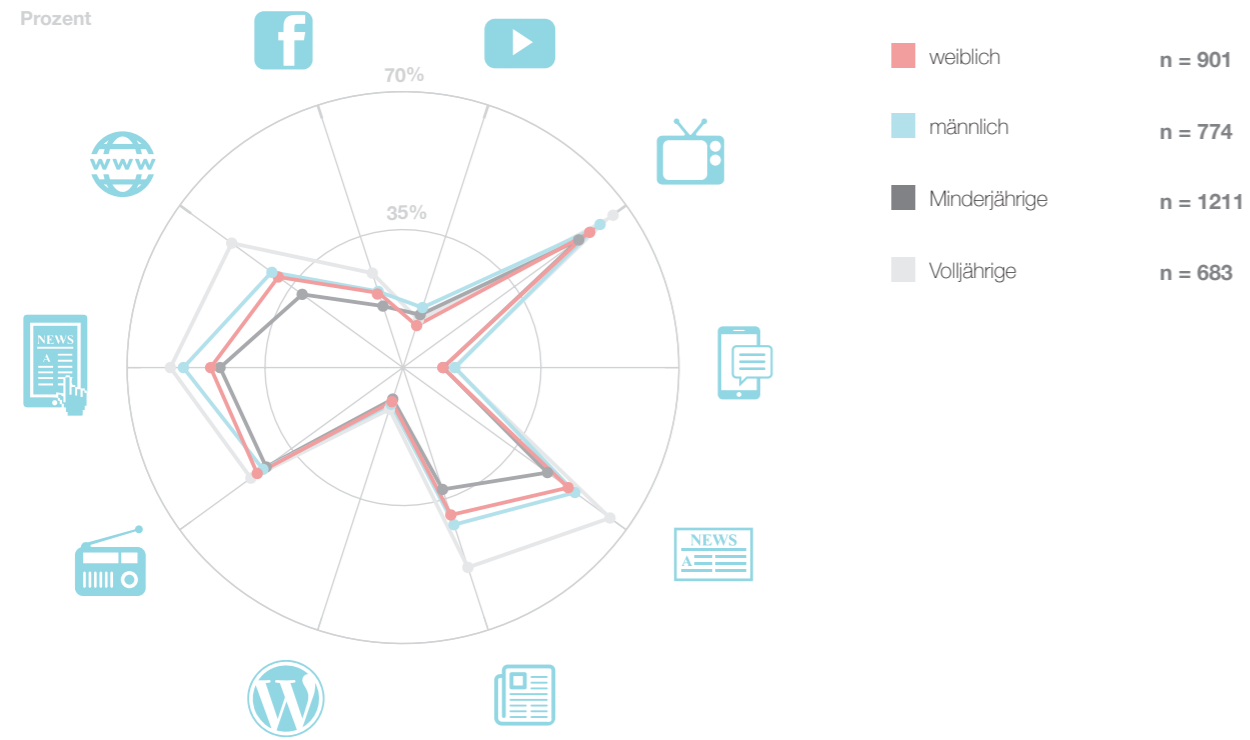 Prozent
70%
35%
www
NEWS
A
NEWS
A
weiblich n = 901
männlich n = 774
Minderjährige n = 1211
Volljährige n = 683